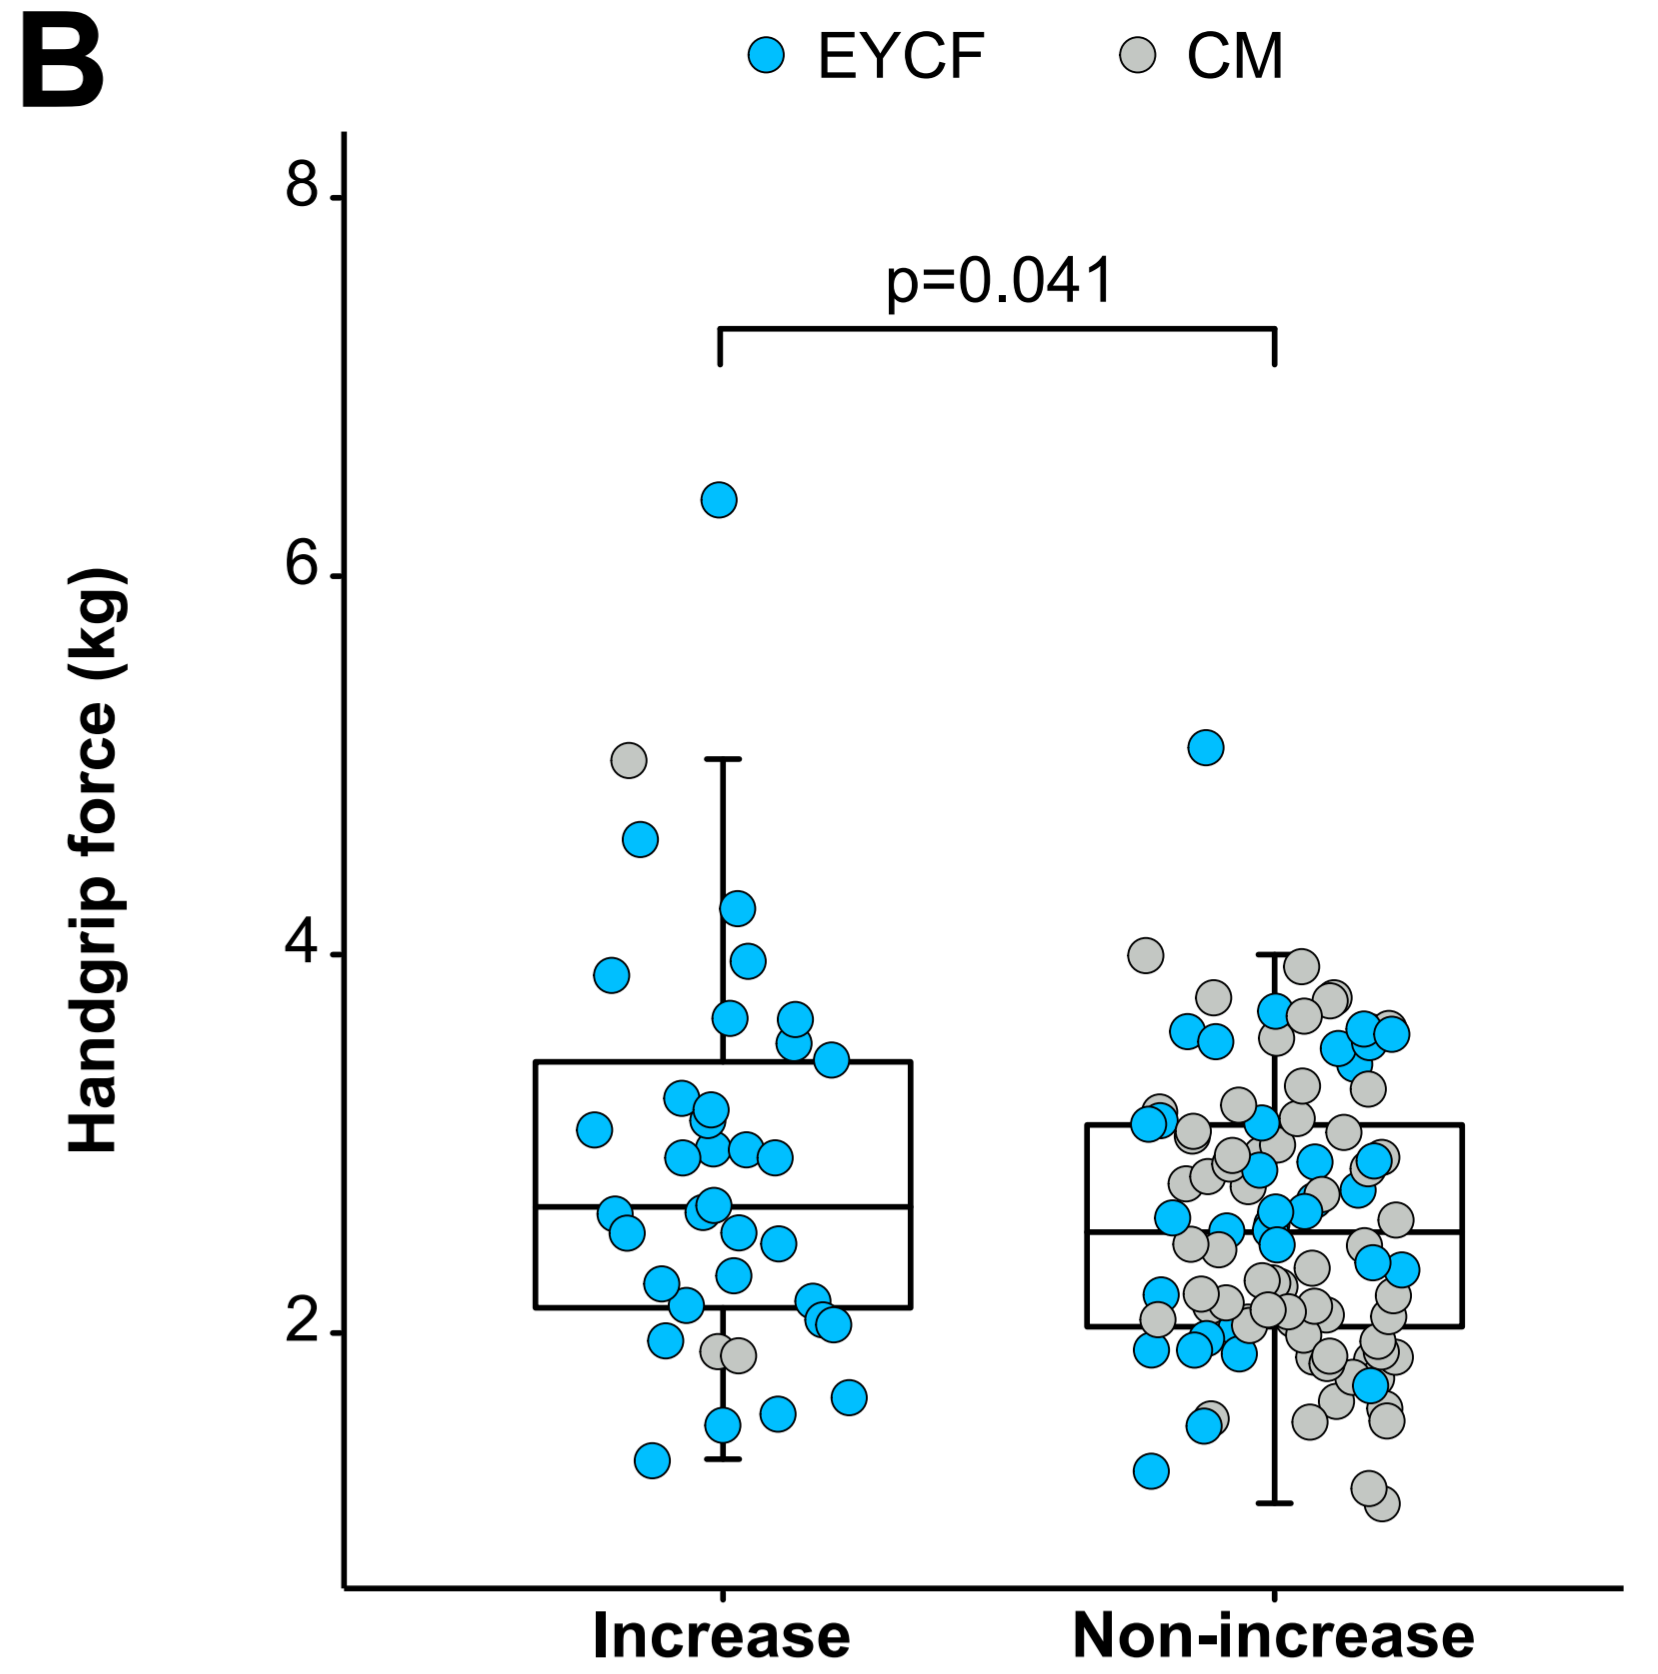 B
EYCF
CM
8
p=0.041
6
4
2
Handgrip force (kg)
Increase
Non-increase